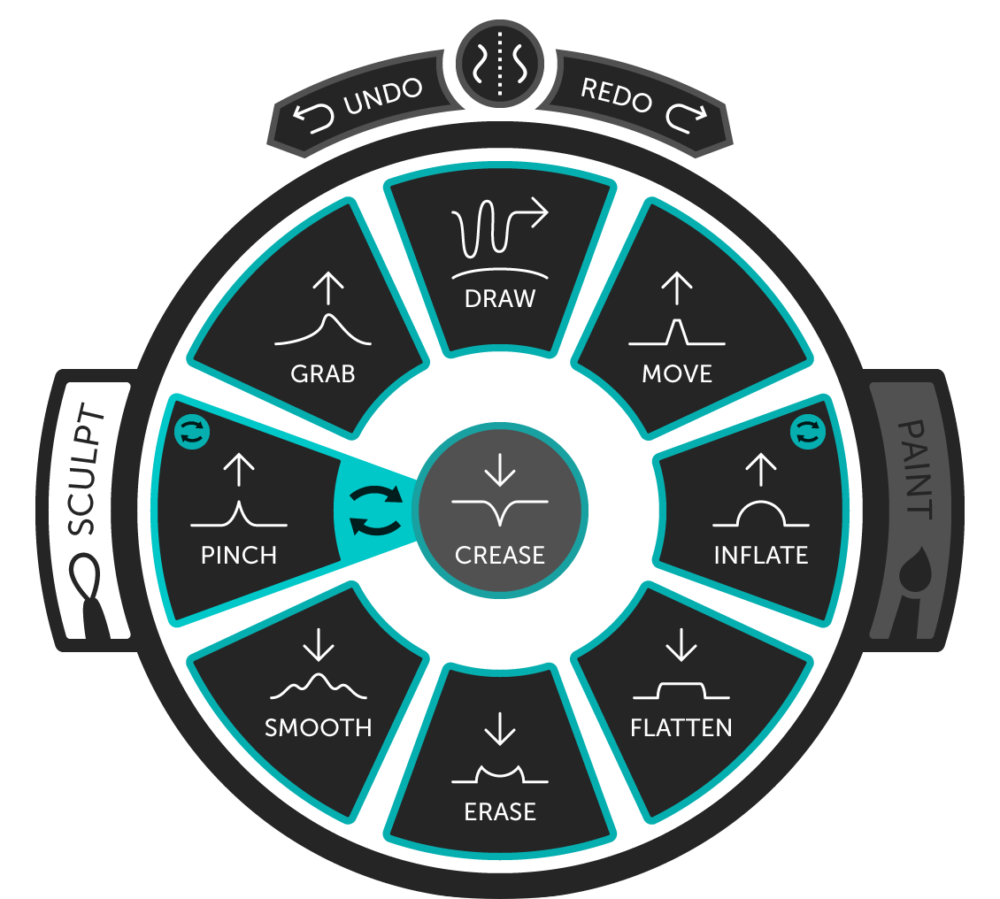 UNDO
REDO
DRAW
GRAB
MOVE
SCULPT
PAINT
PINCH
CREASE
INFLATE
SMOOTH
FLATTEN
ERASE